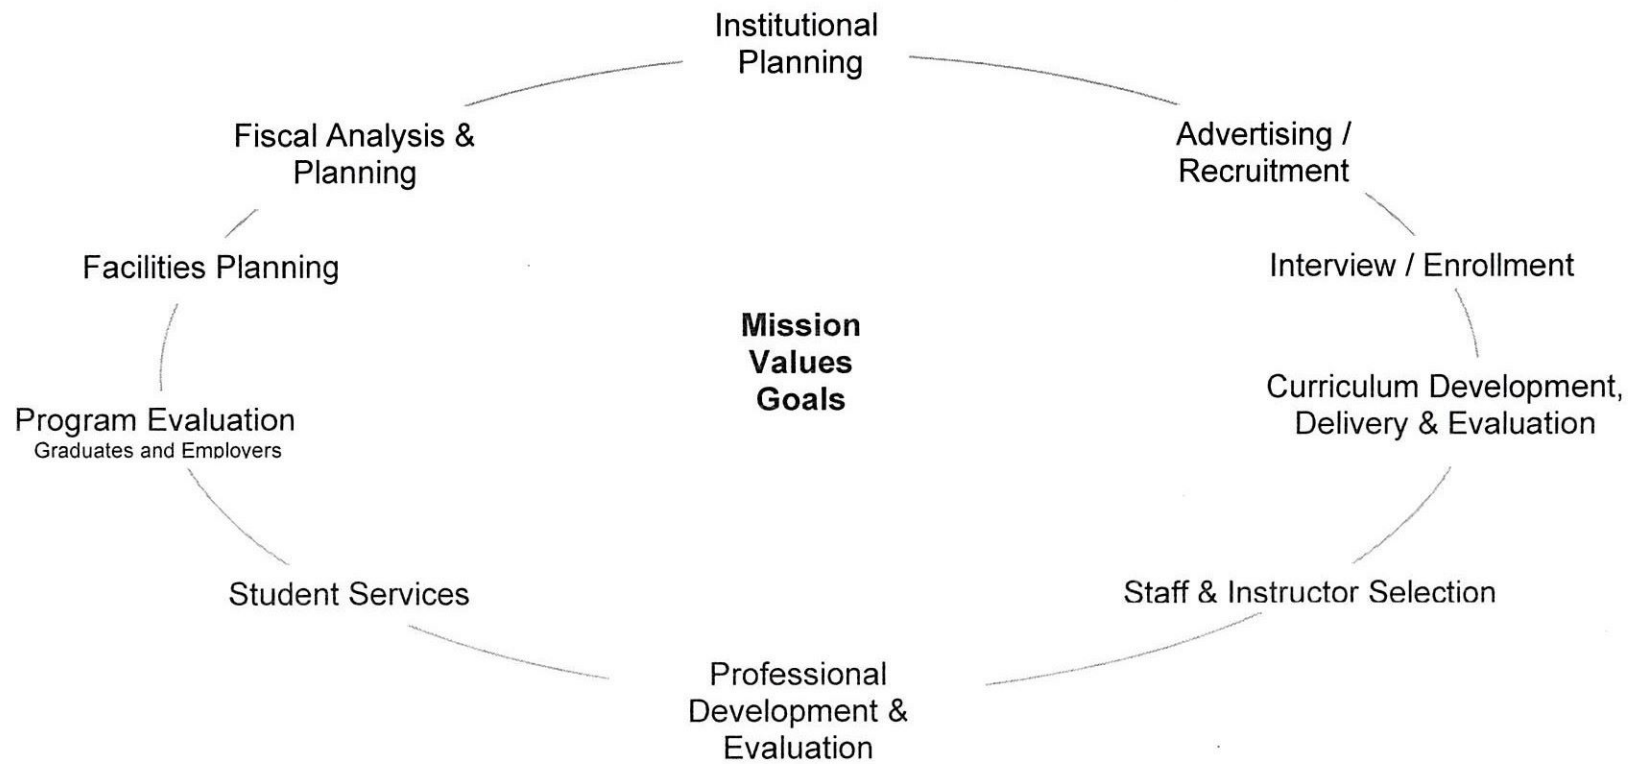 Institutional
Planning
Fiscal Analysis &
Planning
Advertising /
Recruitment
Facilities Planning
Interview / Enrollment
Mission
Values
Goals
Curriculum Development,
Delivery & Evaluation
Program Evaluation
Graduates and Employers
Student Services
Staff & Instructor Selection
Professional
Development &
Evaluation